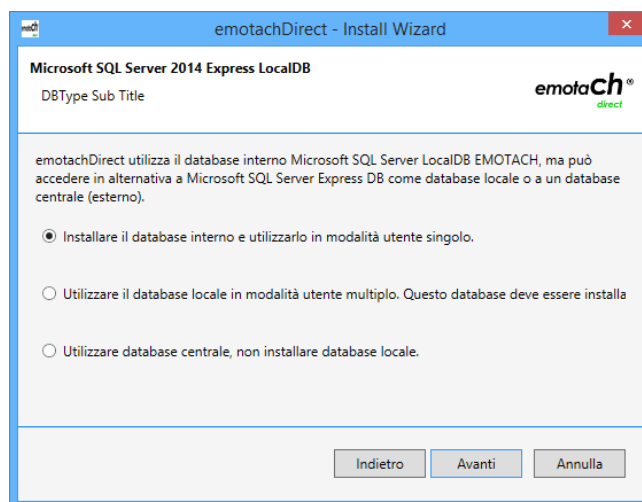 emotachDirect - Install Wizard
Microsoft SQL Server 2014 Express LocalDB
DBType Sub Title
emotach®
direct
emotachDirect utilizza il database interno Microsoft SQL Server LocalDB EMOTACH, ma può
accedere in alternativa a Microsoft SQL Server Express DB come database locale o a un database
centrale (esterno).
Installare il database interno e utilizzarlo in modalità utente singolo.
Utilizzare il database locale in modalità utente multiplo. Questo database deve essere installa
Utilizzare database centrale, non installare database locale.
Indietro Avanti Annulla